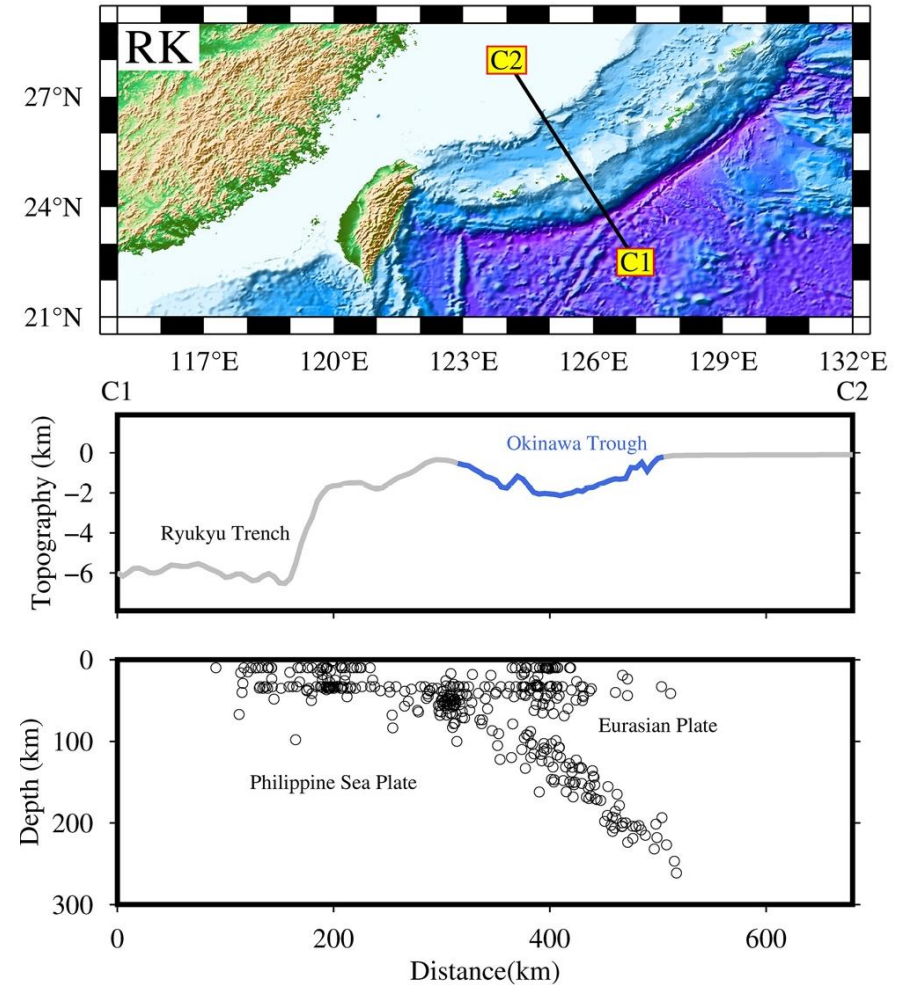 RK
C2
C1
27°N
24°N
21°N
117°E 120°E 123°E 126°E 129°E 132°E
C1 C2
Topography (km)
0
−2
−4
−6
Okinawa Trough
Ryukyu Trench
Depth (km)
0
100
200
300
Eurasian Plate
Philippine Sea Plate
0 200 400 600
Distance(km)